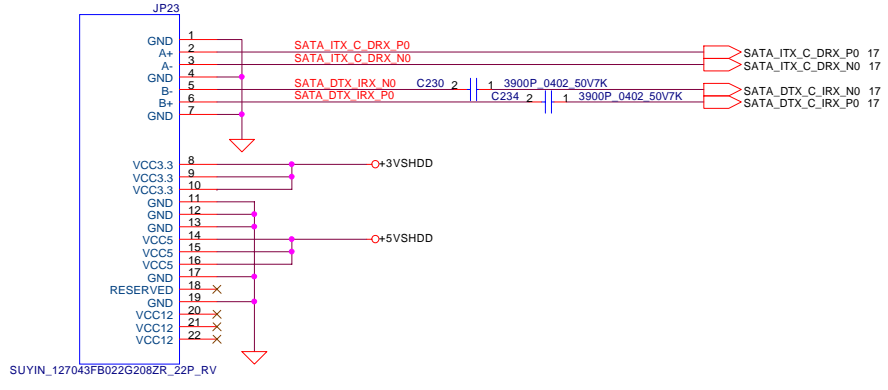 JP23
GND 1
A+ 2 SATA_ITX_C_DRX_P0 SATA_ITX_C_DRX_P0 17
A- 3 SATA_ITX_C_DRX_N0 SATA_ITX_C_DRX_N0 17
GND 4
B- 5 SATA_DTX_IRX_N0 C230 2 1 3900P_0402_50V7K SATA_DTX_C_IRX_N0 17
B+ 6 SATA_DTX_IRX_P0 C234 2 1 3900P_0402_50V7K SATA_DTX_C_IRX_P0 17
GND 7
VCC3.3 8 +3VSHDD
VCC3.3 9
VCC3.3 10
GND 11
GND 12
GND 13
VCC5 14 +5VSHDD
VCC5 15
VCC5 16
GND 17
RESERVED 18
GND 19
VCC12 20
VCC12 21
VCC12 22
SUYIN_127043FB022G208ZR_22P_RV